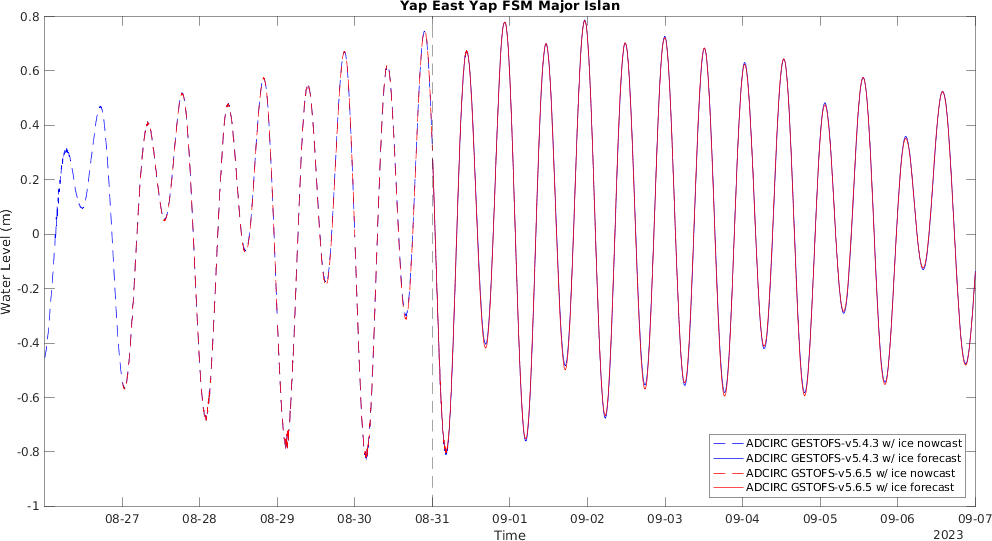 Yap East Yap FSM Major Islan
Water Level (m)
0.8
0.6
0.4
0.2
0
-0.2
-0.4
-0.6
-0.8
-1
ADCIRC GESTOFS-v5.4.3 w/ ice nowcast
ADCIRC GESTOFS-v5.4.3 w/ ice forecast
ADCIRC GSTOFS-v5.6.5 w/ ice nowcast
ADCIRC GSTOFS-v5.6.5 w/ ice forecast
08-27 08-28 08-29 08-30 08-31 09-01 09-02 09-03 09-04 09-05 09-06 09-07
Time
2023